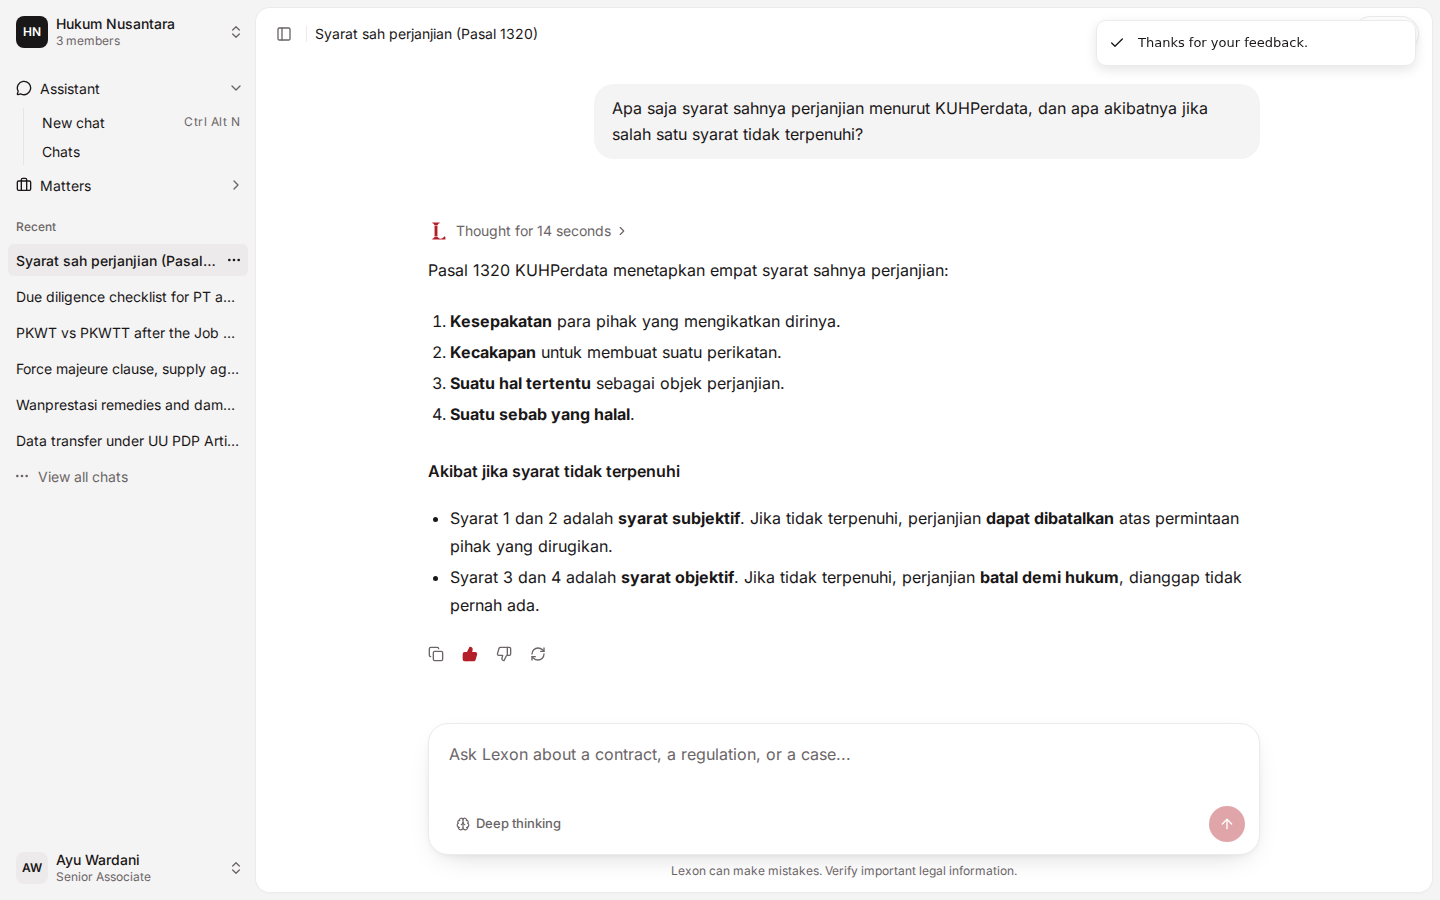 HN
Hukum Nusantara
3 members
Assistant
New chat
Ctrl Alt N
Chats
Matters
Recent
Syarat sah perjanjian (Pasal...
Due diligence checklist for PT a...
PKWT vs PKWTT after the Job ...
Force majeure clause, supply ag...
Wanprestasi remedies and dam...
Data transfer under UU PDP Arti...
View all chats
AW
Ayu Wardani
Senior Associate
Syarat sah perjanjian (Pasal 1320)
Thanks for your feedback.
Apa saja syarat sahnya perjanjian menurut KUHPerdata, dan apa akibatnya jika
salah satu syarat tidak terpenuhi?
L
Thought for 14 seconds
Pasal 1320 KUHPerdata menetapkan empat syarat sahnya perjanjian:
1. Kesepakatan para pihak yang mengikatkan dirinya.
2. Kecakapan untuk membuat suatu perikatan.
3. Suatu hal tertentu sebagai objek perjanjian.
4. Suatu sebab yang halal.
Akibat jika syarat tidak terpenuhi
• Syarat 1 dan 2 adalah syarat subjektif. Jika tidak terpenuhi, perjanjian dapat dibatalkan atas permintaan
pihak yang dirugikan.
• Syarat 3 dan 4 adalah syarat objektif. Jika tidak terpenuhi, perjanjian batal demi hukum, dianggap tidak
pernah ada.
Ask Lexon about a contract, a regulation, or a case...
Deep thinking
Lexon can make mistakes. Verify important legal information.